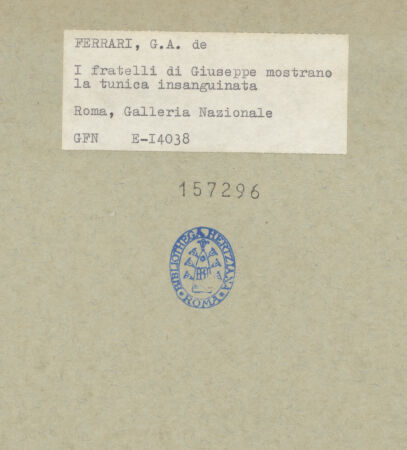 FERRARI, G.A. de
I fratelli di Giuseppe mostrano
la tunica insanguinata
Roma, Galleria Nazionale
GFN E-I4038
157296
BIBLIOTHECA HERTZIANA
ROMA